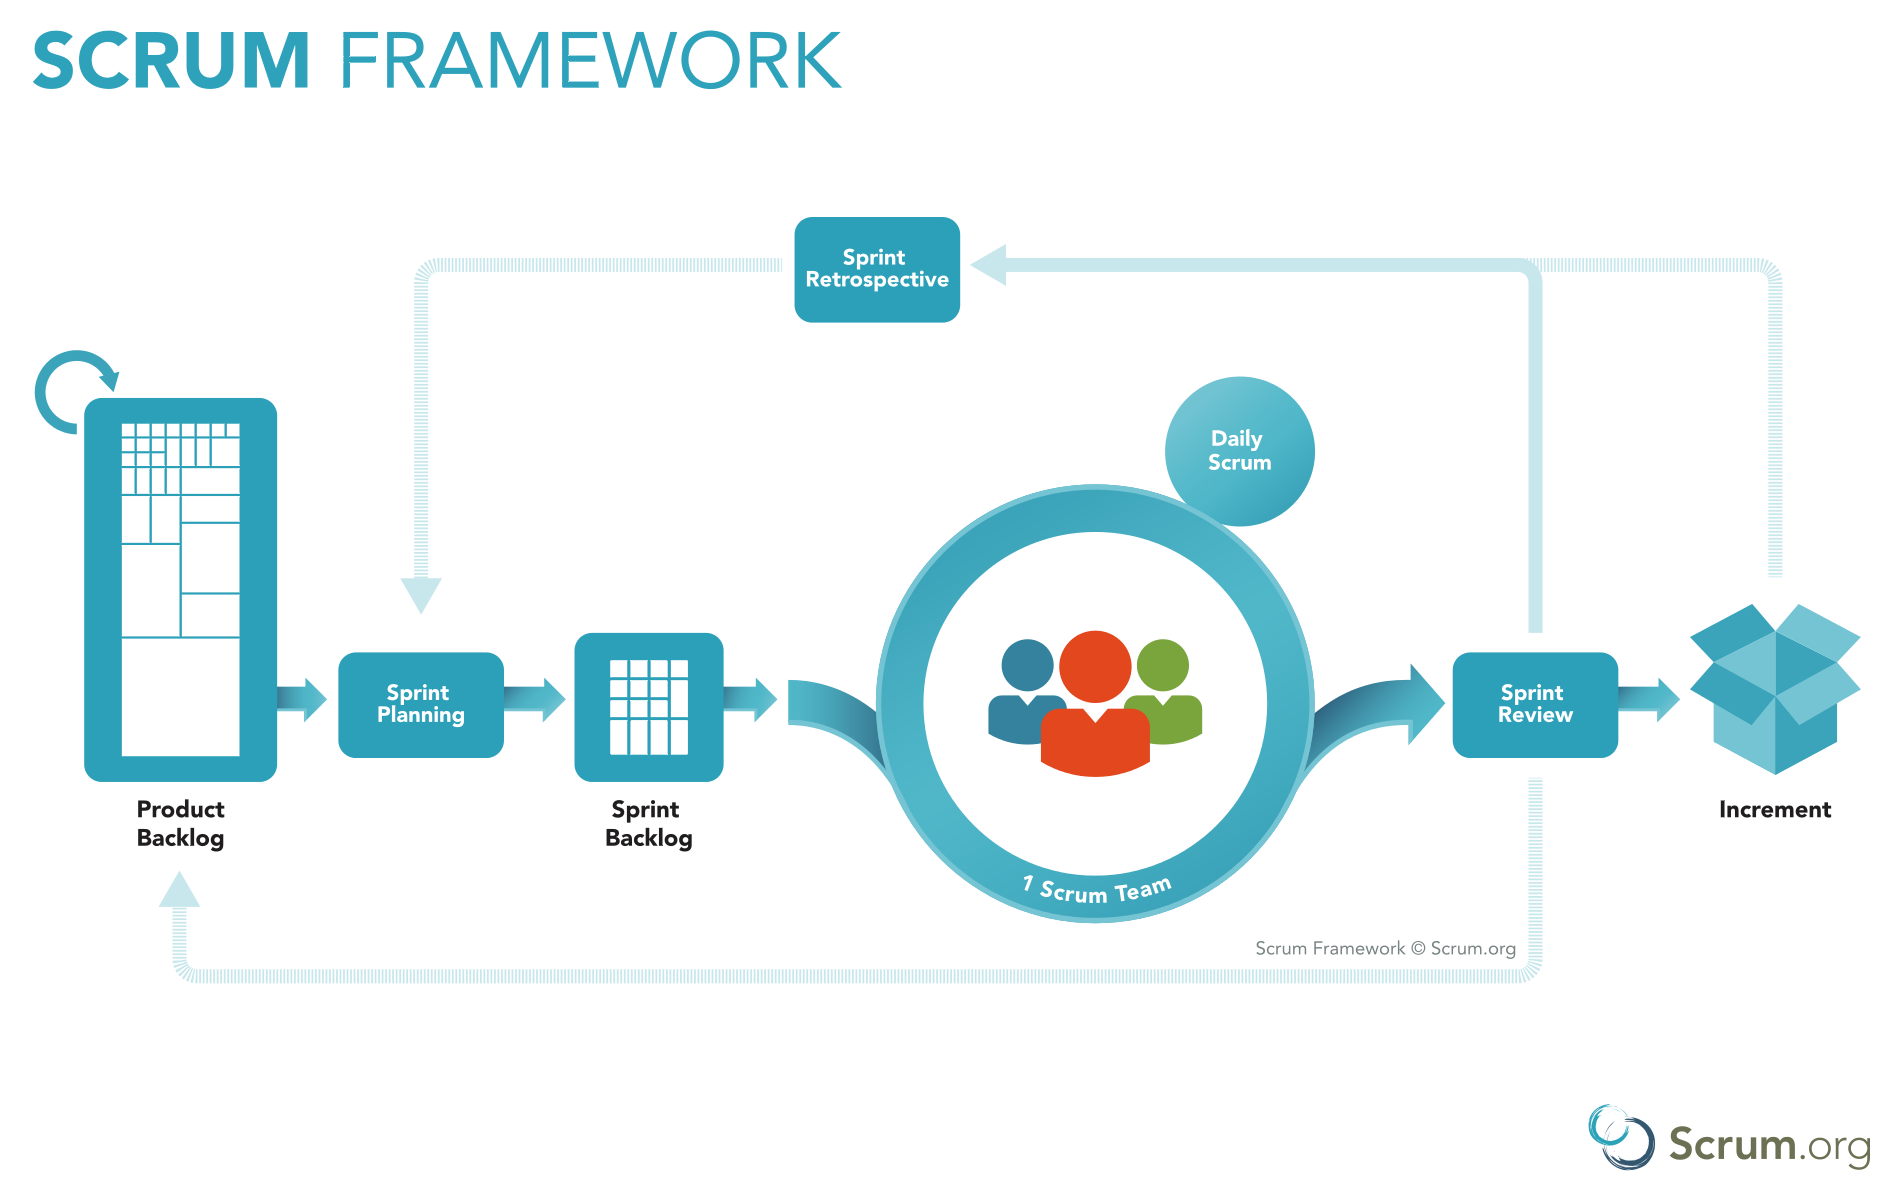 SCRUM FRAMEWORK
Sprint
Retrospective
Daily
Scrum
Sprint
Planning
Sprint
Review
Product
Backlog
Sprint
Backlog
Increment
1 Scrum Team
Scrum Framework © Scrum.org
Scrum.org